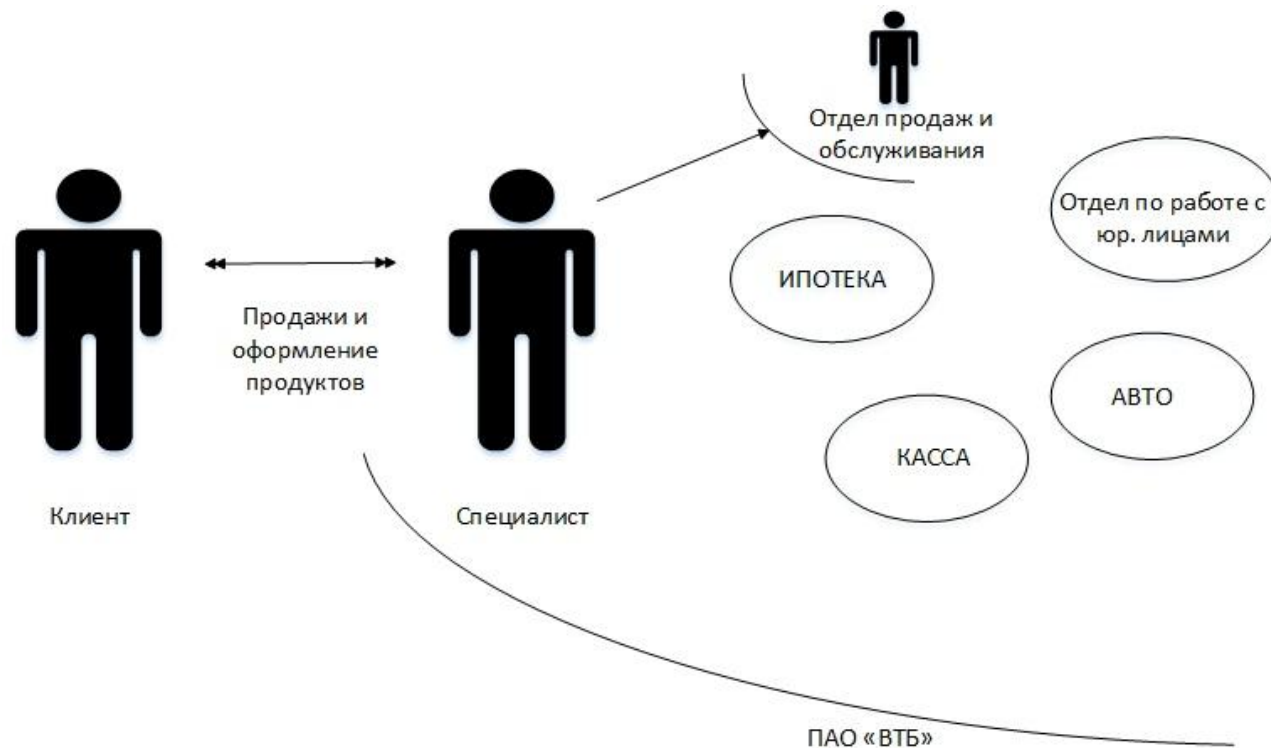 Отдел продаж и
обслуживания
Отдел по работе с
юр. лицами
ИПОТЕКА
Продажи и
оформление
продуктов
АВТО
КАССА
Клиент
Специалист
ПАО «ВТБ»